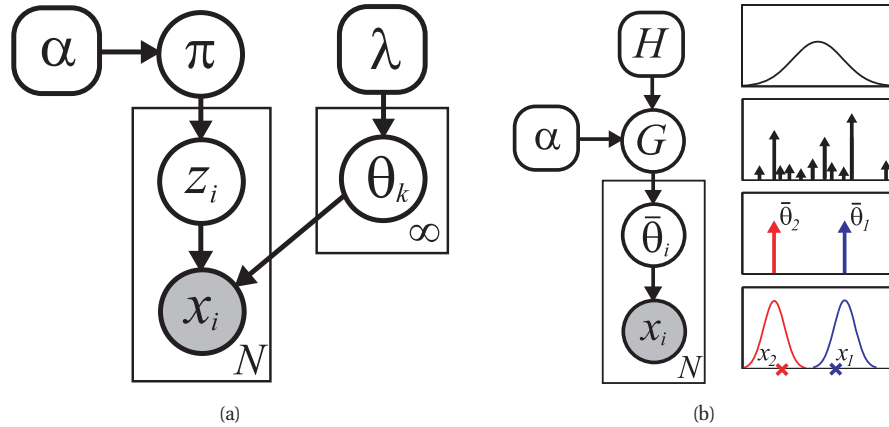 α
π
λ
z_i
θ_k
∞
x_i
N
(a)
H
α
G
θ̄_i
x_i
N
(b)
θ̄_2 θ̄_1
x_2 x_1